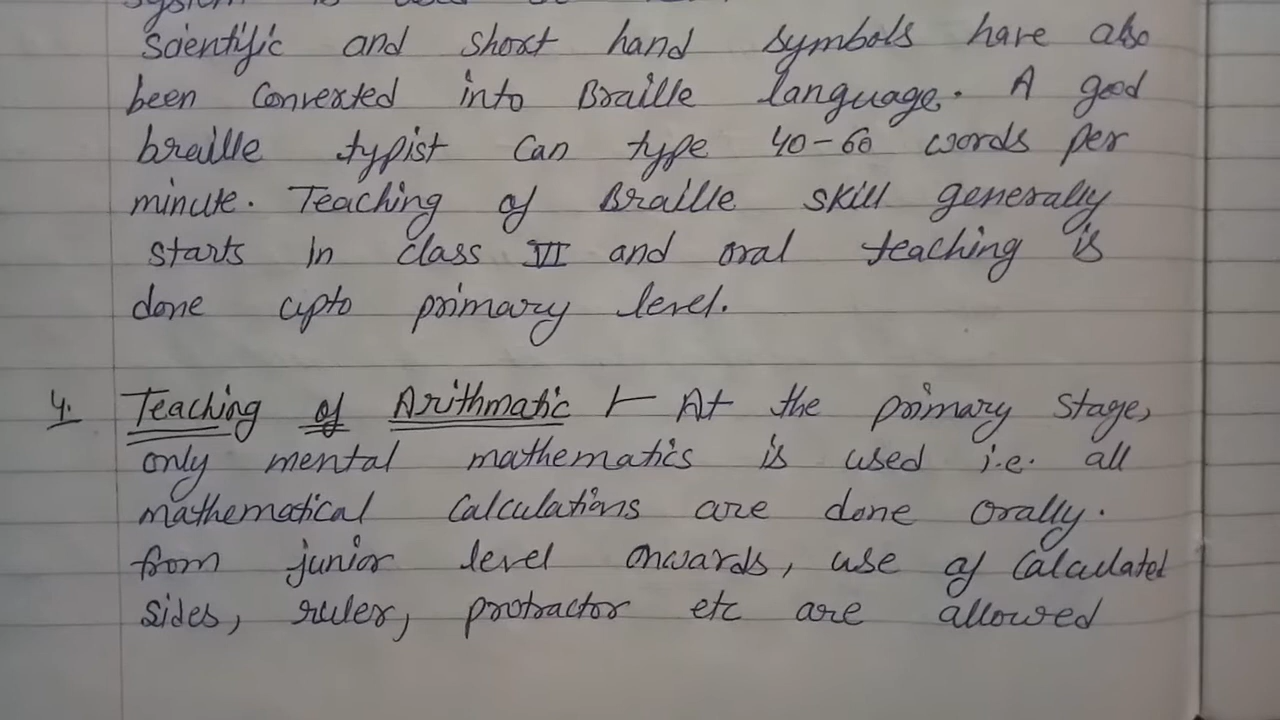 system is
scientific and short hand symbols have also
been converted into Braille language. A good
braille typist can type 40-60 words per
minute. Teaching of Braille skill generally
starts in class VI and oral teaching is
done upto primary level.
4. Teaching of Arithmatic :- At the primary stage,
only mental mathematics is used i.e. all
mathematical calculations are done orally.
from junior level onwards, use of calculated
sides, ruler, protractor etc are allowed